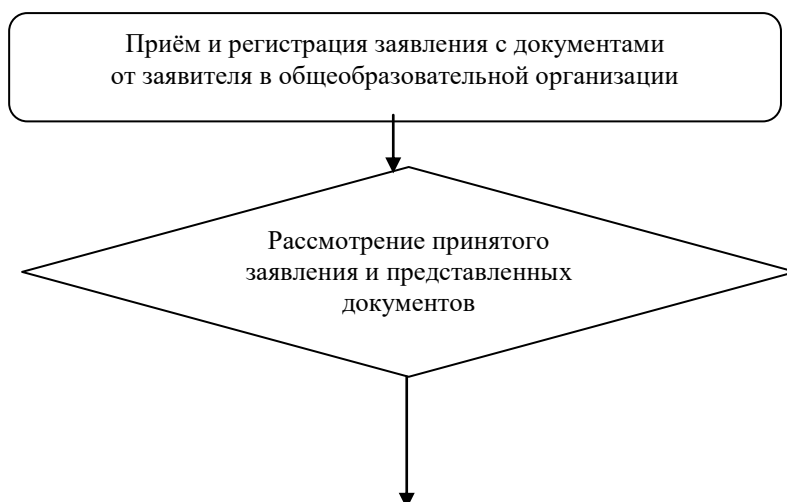 Приём и регистрация заявления с документами
от заявителя в общеобразовательной организации
Рассмотрение принятого
заявления и представленных
документов